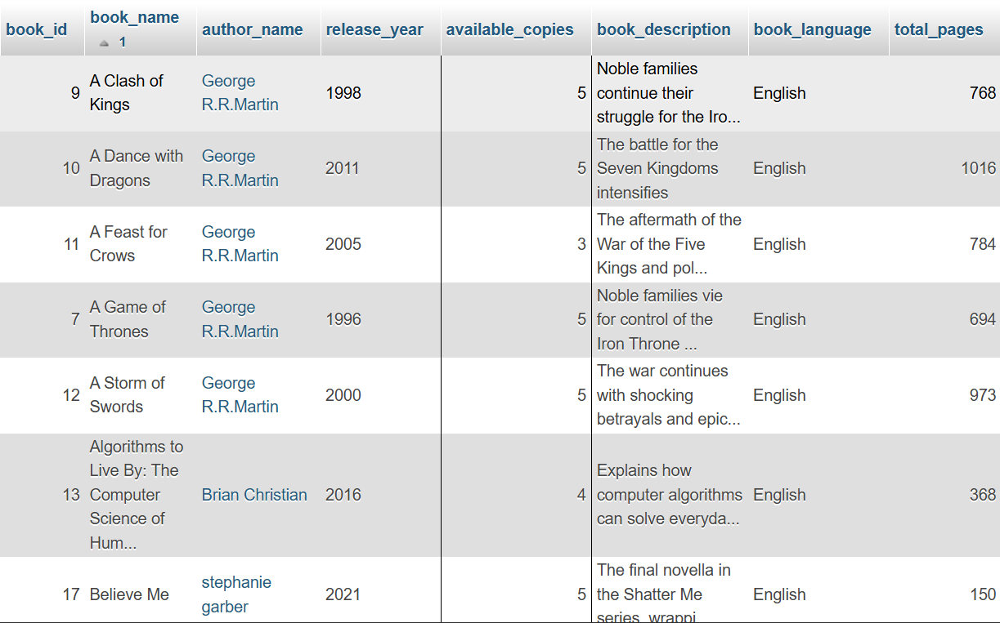 book_id book_name 1 author_name release_year available_copies book_description book_language total_pages
9 A Clash of Kings George R.R.Martin 1998 5 Noble families continue their struggle for the Iro... English 768
10 A Dance with Dragons George R.R.Martin 2011 5 The battle for the Seven Kingdoms intensifies English 1016
11 A Feast for Crows George R.R.Martin 2005 3 The aftermath of the War of the Five Kings and pol... English 784
7 A Game of Thrones George R.R.Martin 1996 5 Noble families vie for control of the Iron Throne ... English 694
12 A Storm of Swords George R.R.Martin 2000 5 The war continues with shocking betrayals and epic... English 973
13 Algorithms to Live By: The Computer Science of Hum... Brian Christian 2016 4 Explains how computer algorithms can solve everyda... English 368
17 Believe Me stephanie garber 2021 5 The final novella in the Shatter Me series, wrappi English 150